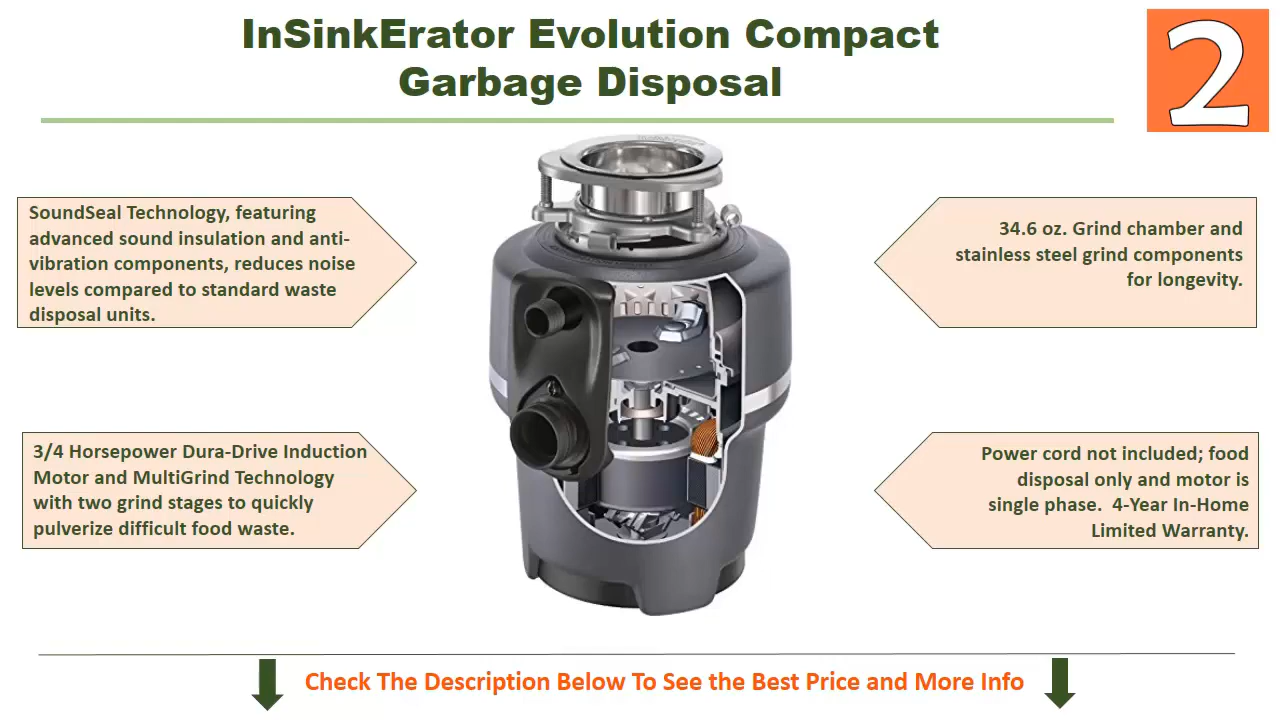 InSinkErator Evolution Compact
Garbage Disposal
2
SoundSeal Technology, featuring
advanced sound insulation and anti-
vibration components, reduces noise
levels compared to standard waste
disposal units.
34.6 oz. Grind chamber and
stainless steel grind components
for longevity.
3/4 Horsepower Dura-Drive Induction
Motor and MultiGrind Technology
with two grind stages to quickly
pulverize difficult food waste.
Power cord not included; food
disposal only and motor is
single phase.  4-Year In-Home
Limited Warranty.
Check The Description Below To See the Best Price and More Info